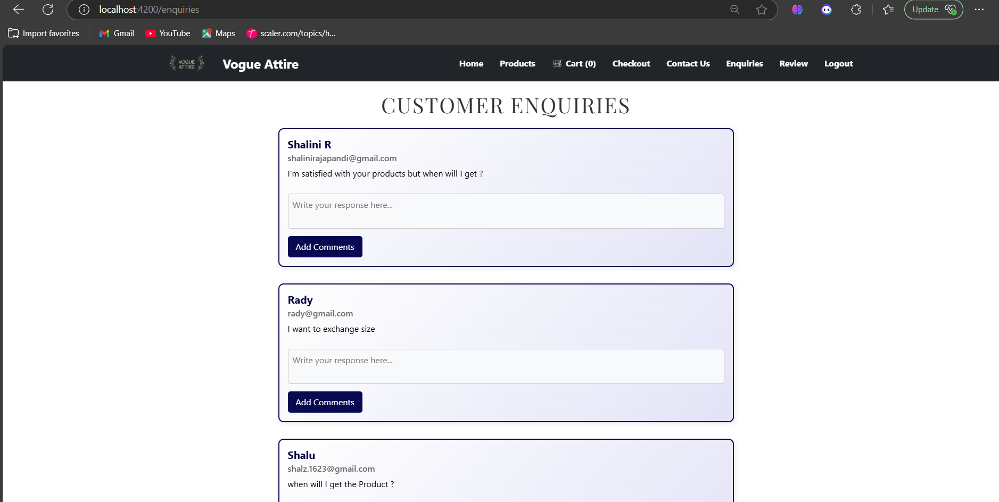 localhost:4200/enquiries
Update
Import favorites
Gmail
YouTube
Maps
scaler.com/topics/h...
VOGUE
ATTIRE
Vogue Attire
Home
Products
Cart (0)
Checkout
Contact Us
Enquiries
Review
Logout
CUSTOMER ENQUIRIES
Shalini R
shalinirajapandi@gmail.com
I'm satisfied with your products but when will I get ?
Write your response here...
Add Comments
Rady
rady@gmail.com
I want to exchange size
Write your response here...
Add Comments
Shalu
shalz.1623@gmail.com
when will I get the Product ?